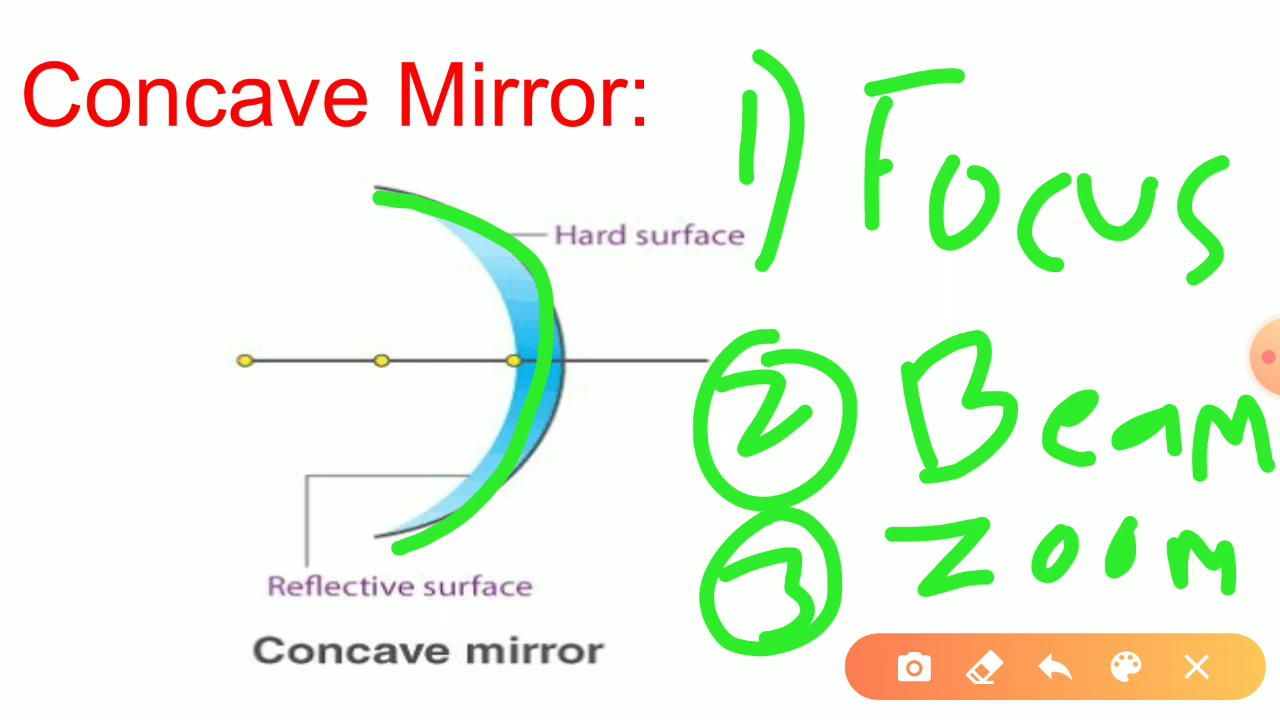 Concave Mirror:
1) Focus
Hard surface
2 Beam
3 Zoom
Reflective surface
Concave mirror